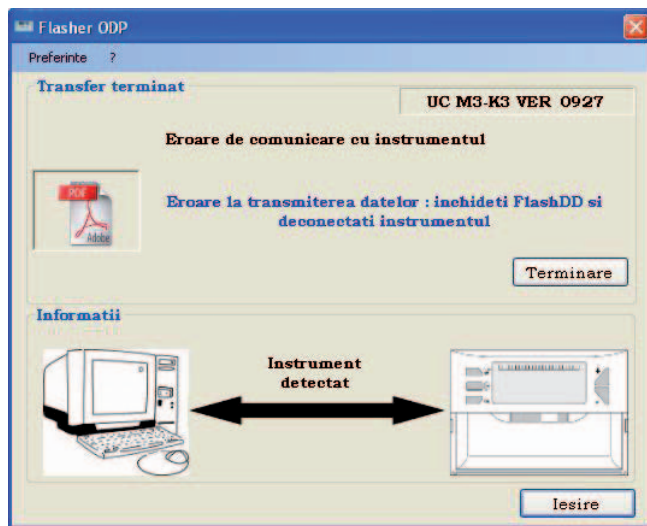 Flasher ODP
Preferinte ?
Transfer terminat
UC M3-K3 VER 0927
Eroare de comunicare cu instrumentul
PDF
Adobe
Eroare la transmiterea datelor : inchideti FlashDD si
deconectati instrumentul
Terminare
Informatii
Instrument
detectat
Iesire